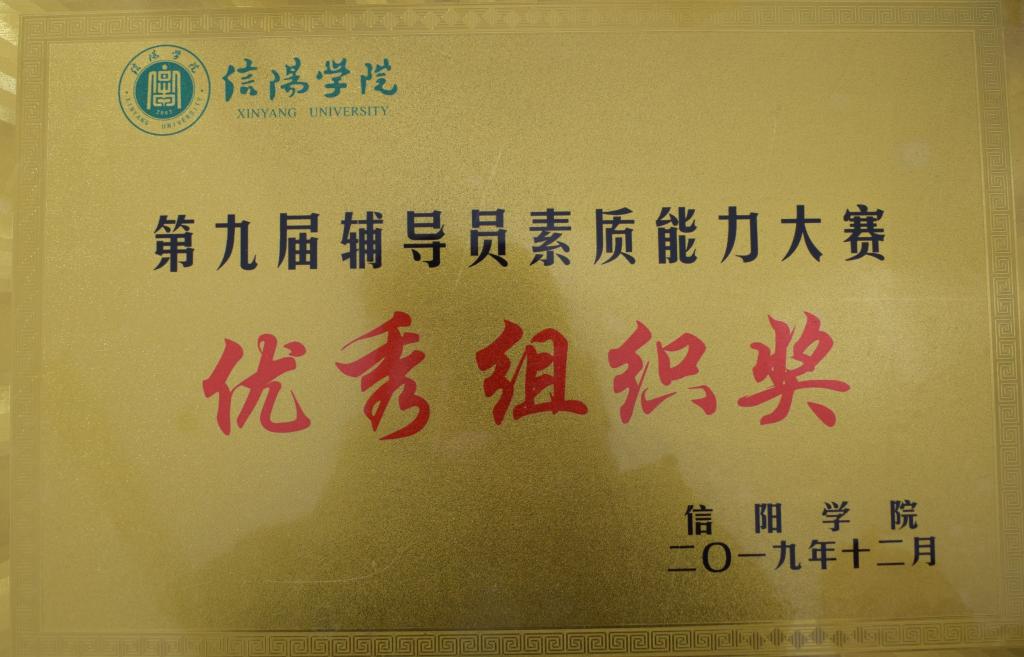 信陽学院
XINYANG UNIVERSITY
第九届辅导员素质能力大赛
优秀组织奖
信阳学院
二〇一九年十二月